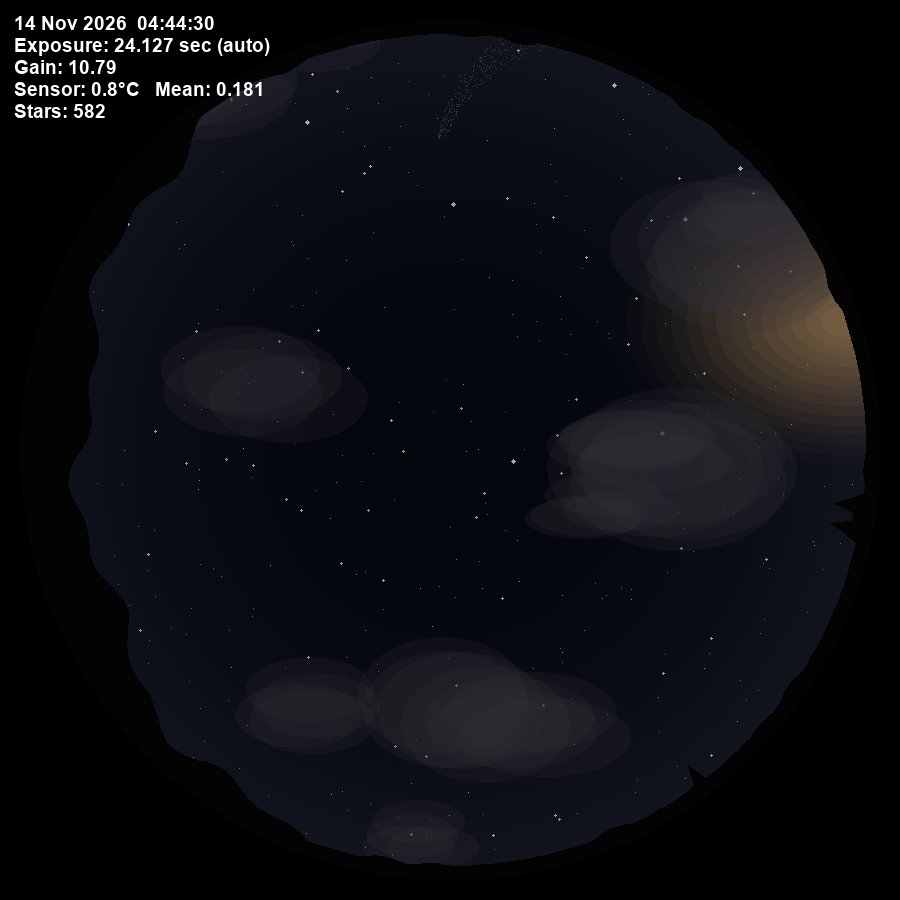 14 Nov 2026  04:44:30
Exposure: 24.127 sec (auto)
Gain: 10.79
Sensor: 0.8°C   Mean: 0.181
Stars: 582